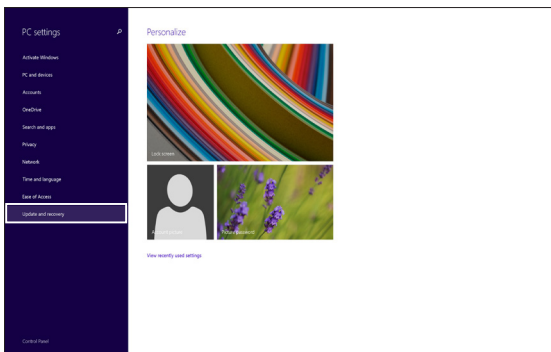 PC settings
Activate Windows
PC and devices
Accounts
OneDrive
Search and apps
Privacy
Network
Time and language
Ease of Access
Update and recovery
Control Panel
Personalize
Lock screen
Account picture
Picture password
View recently used settings